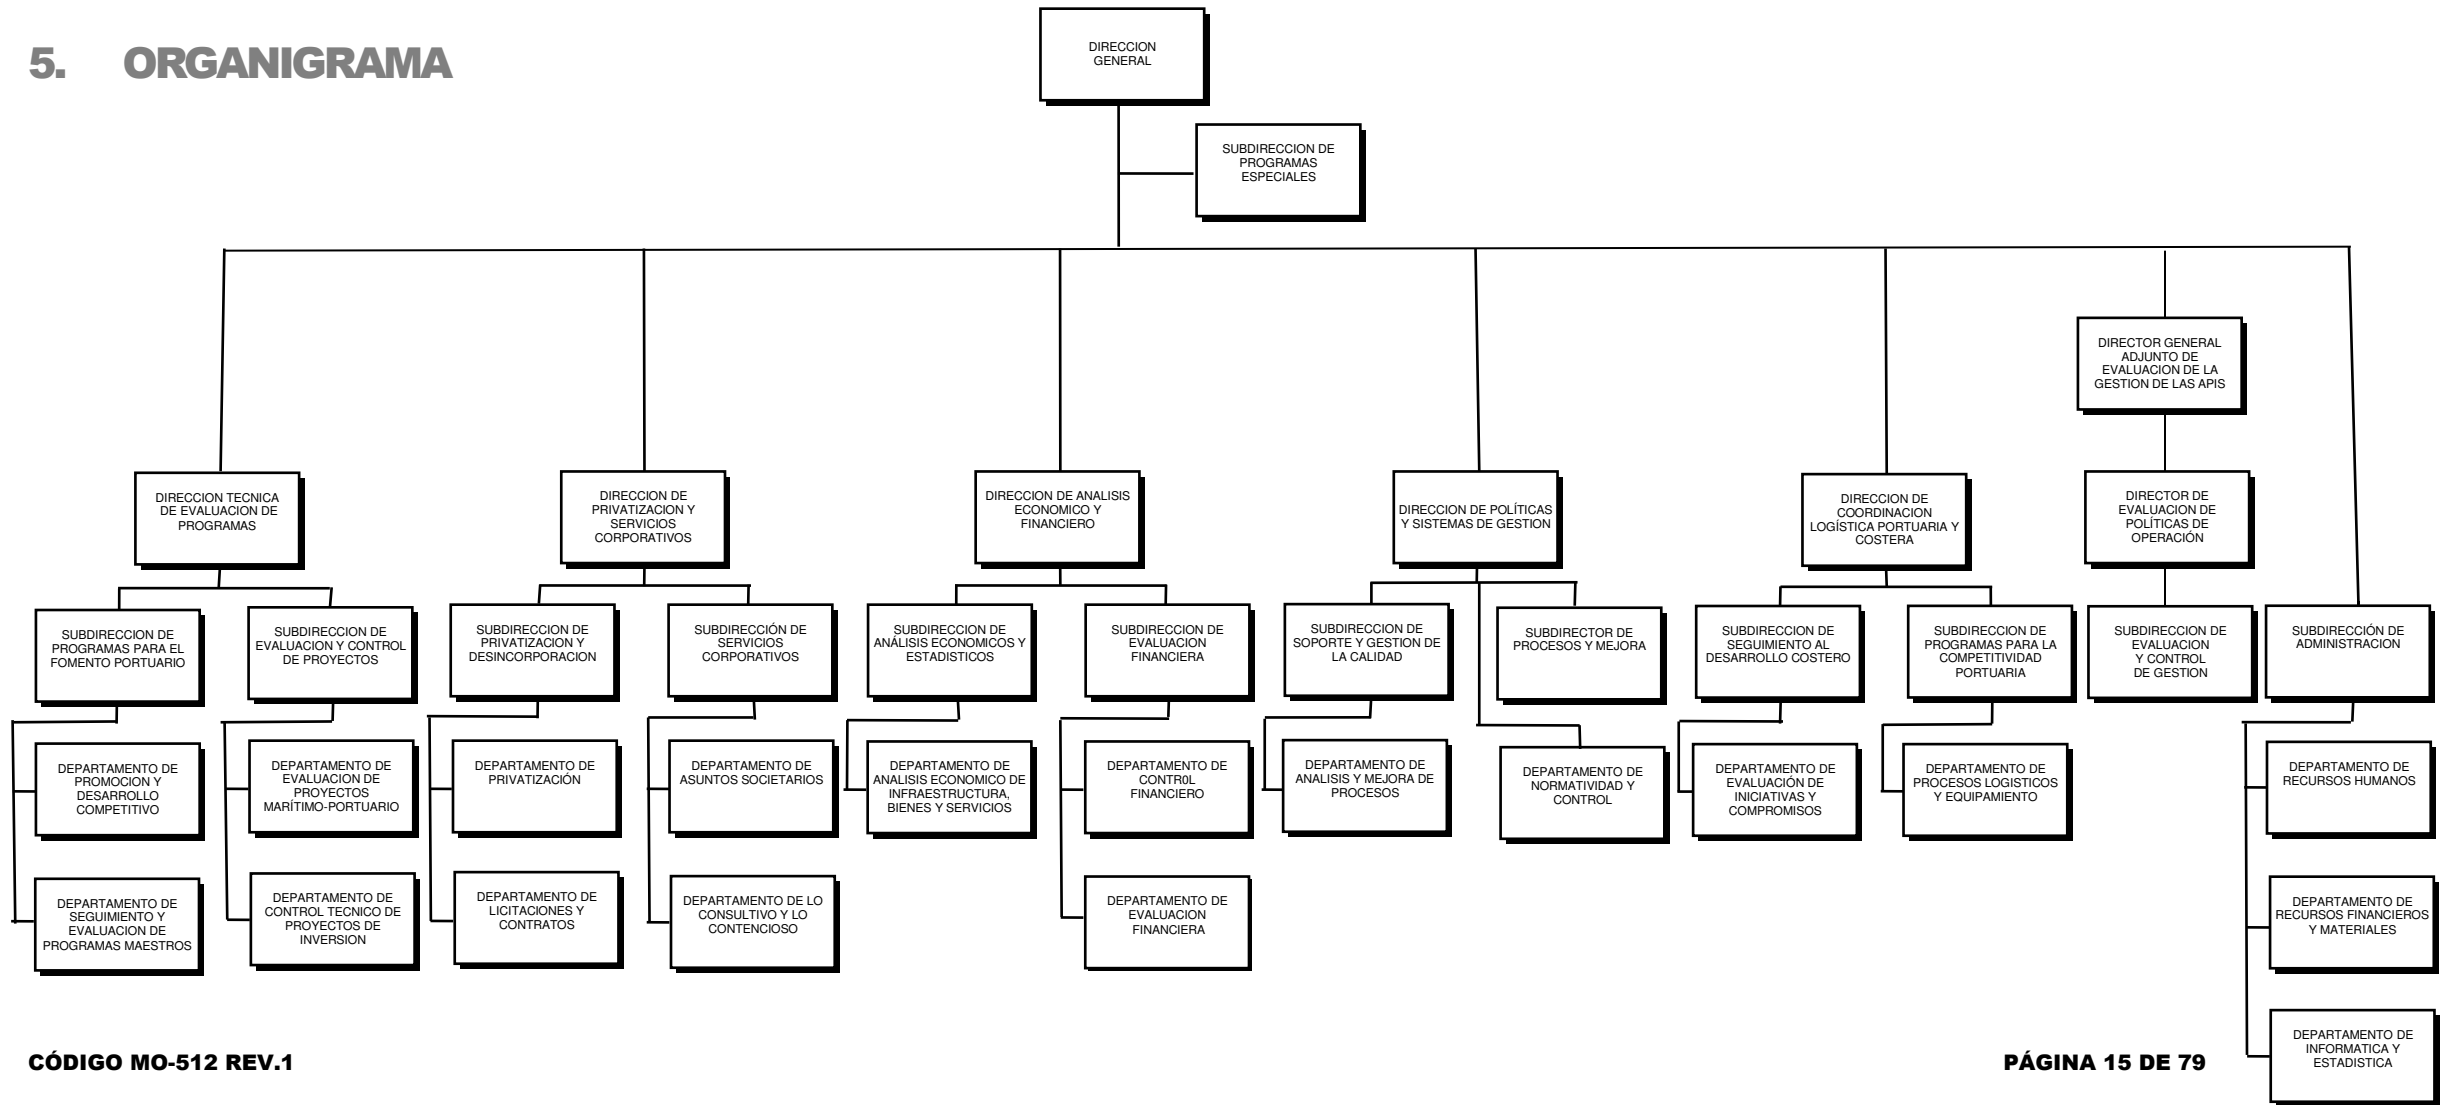 5. ORGANIGRAMA
DIRECCION
GENERAL
SUBDIRECCION DE
PROGRAMAS
ESPECIALES
DIRECTOR GENERAL
ADJUNTO DE
EVALUACION DE LA
GESTION DE LAS APIS
DIRECCION TECNICA
DE EVALUACION DE
PROGRAMAS
DIRECCION DE
PRIVATIZACION Y
SERVICIOS
CORPORATIVOS
DIRECCION DE ANALISIS
ECONOMICO Y
FINANCIERO
DIRECCION DE POLÍTICAS
Y SISTEMAS DE GESTION
DIRECCION DE
COORDINACION
LOGÍSTICA PORTUARIA Y
COSTERA
DIRECTOR DE
EVALUACION DE
POLÍTICAS DE
OPERACIÓN
SUBDIRECCION DE
PROGRAMAS PARA EL
FOMENTO PORTUARIO
SUBDIRECCION DE
EVALUACION Y CONTROL
DE PROYECTOS
SUBDIRECCION DE
PRIVATIZACION Y
DESINCORPORACION
SUBDIRECCIÓN DE
SERVICIOS
CORPORATIVOS
SUBDIRECCION DE
ANÁLISIS ECONOMICOS Y
ESTADISTICOS
SUBDIRECCION DE
EVALUACION
FINANCIERA
SUBDIRECCION DE
SOPORTE Y GESTION DE
LA CALIDAD
SUBDIRECTOR DE
PROCESOS Y MEJORA
SUBDIRECCION DE
SEGUIMIENTO AL
DESARROLLO COSTERO
SUBDIRECCION DE
PROGRAMAS PARA LA
COMPETITIVIDAD
PORTUARIA
SUBDIRECCION DE
EVALUACION
Y CONTROL
DE GESTION
SUBDIRECCIÓN DE
ADMINISTRACION
DEPARTAMENTO DE
PROMOCION Y
DESARROLLO
COMPETITIVO
DEPARTAMENTO DE
EVALUACION DE
PROYECTOS
MARÍTIMO-PORTUARIO
DEPARTAMENTO DE
PRIVATIZACIÓN
DEPARTAMENTO DE
ASUNTOS SOCIETARIOS
DEPARTAMENTO DE
ANALISIS ECONOMICO DE
INFRAESTRUCTURA,
BIENES Y SERVICIOS
DEPARTAMENTO DE
CONTR0L
FINANCIERO
DEPARTAMENTO DE
ANALISIS Y MEJORA DE
PROCESOS
DEPARTAMENTO DE
NORMATIVIDAD Y
CONTROL
DEPARTAMENTO DE
EVALUACIÓN DE
INICIATIVAS Y
COMPROMISOS
DEPARTAMENTO DE
PROCESOS LOGISTICOS
Y EQUIPAMIENTO
DEPARTAMENTO DE
RECURSOS HUMANOS
DEPARTAMENTO DE
SEGUIMIENTO Y
EVALUACION DE
PROGRAMAS MAESTROS
DEPARTAMENTO DE
CONTROL TECNICO DE
PROYECTOS DE
INVERSION
DEPARTAMENTO DE
LICITACIONES Y
CONTRATOS
DEPARTAMENTO DE LO
CONSULTIVO Y LO
CONTENCIOSO
DEPARTAMENTO DE
EVALUACION
FINANCIERA
DEPARTAMENTO DE
RECURSOS FINANCIEROS
Y MATERIALES
DEPARTAMENTO DE
INFORMATICA Y
ESTADISTICA
CÓDIGO MO-512 REV.1
PÁGINA 15 DE 79